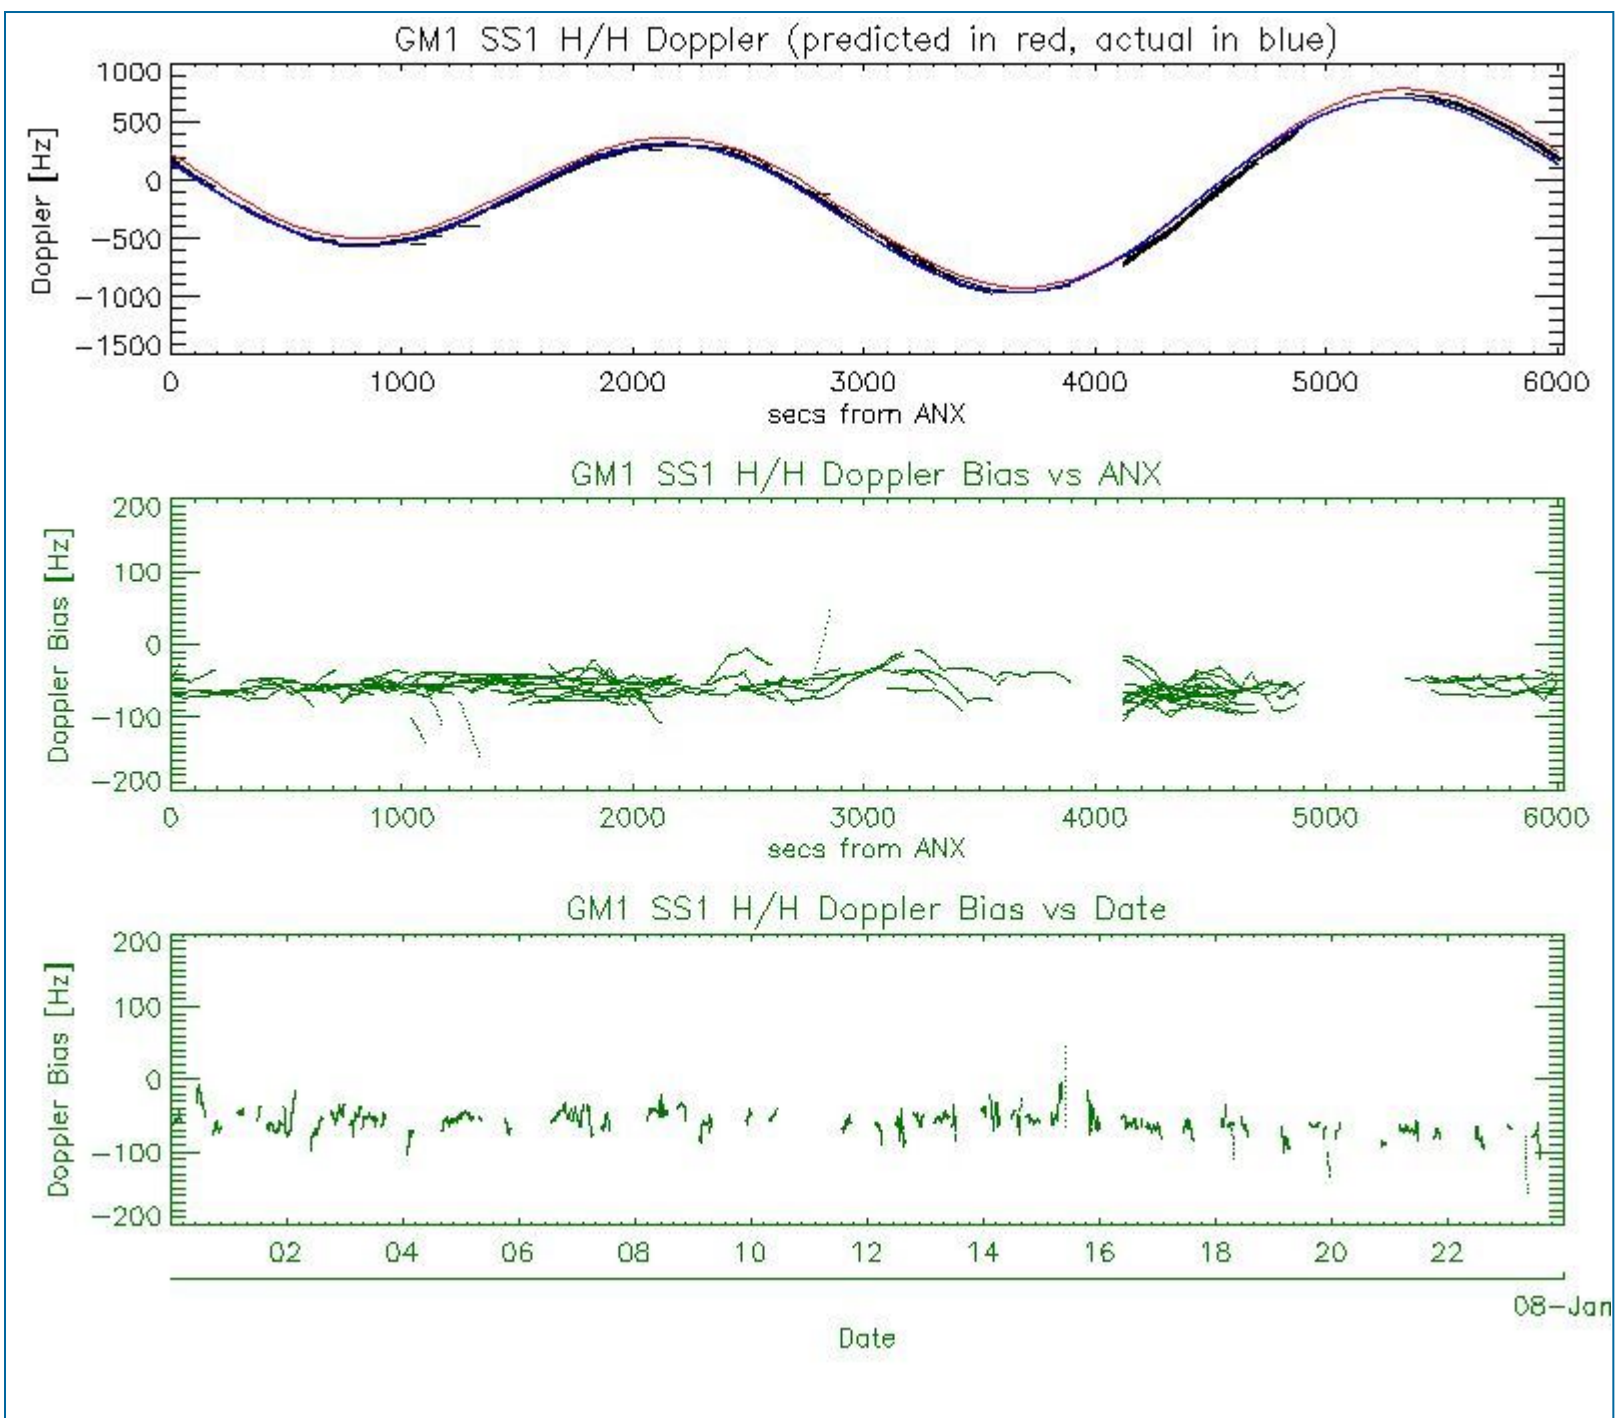 GM1 SS1 H/H Doppler (predicted in red, actual in blue)
1000
500
0
-500
-1000
-1500
Doppler [Hz]
0 1000 2000 3000 4000 5000 6000
secs from ANX
GM1 SS1 H/H Doppler Bias vs ANX
200
100
0
-100
-200
Doppler Bias [Hz]
0 1000 2000 3000 4000 5000 6000
secs from ANX
GM1 SS1 H/H Doppler Bias vs Date
200
100
0
-100
-200
Doppler Bias [Hz]
02 04 06 08 10 12 14 16 18 20 22
08-Jan
Date